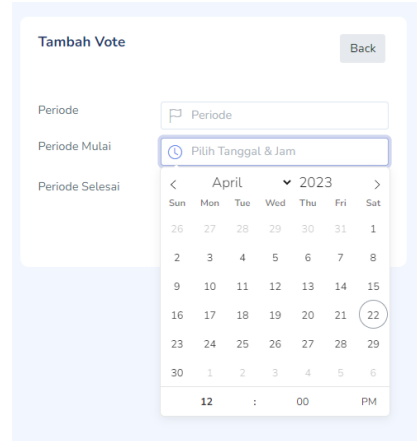 Tambah Vote
Back
Periode
Periode
Periode Mulai
Pilih Tanggal & Jam
Periode Selesai
April 2023
Sun Mon Tue Wed Thu Fri Sat
26 27 28 29 30 31 1
2 3 4 5 6 7 8
9 10 11 12 13 14 15
16 17 18 19 20 21 22
23 24 25 26 27 28 29
30 1 2 3 4 5 6
12 : 00 PM